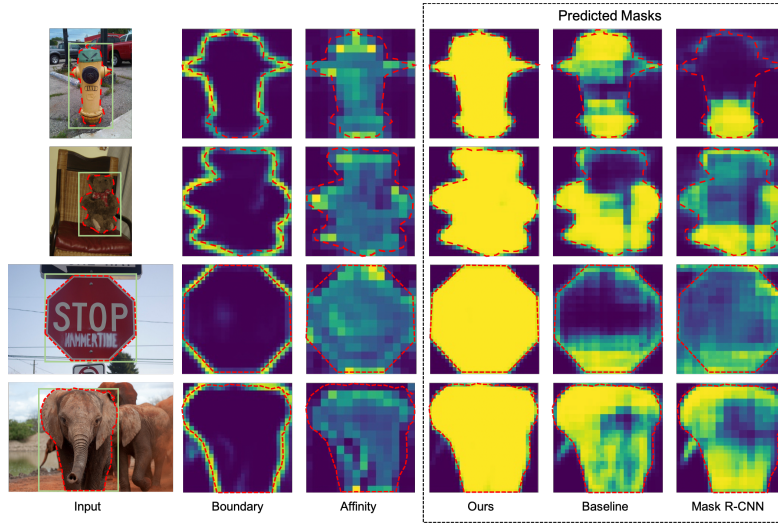 Predicted Masks
STOP
HAMMERTIME
Input
Boundary
Affinity
Ours
Baseline
Mask R-CNN